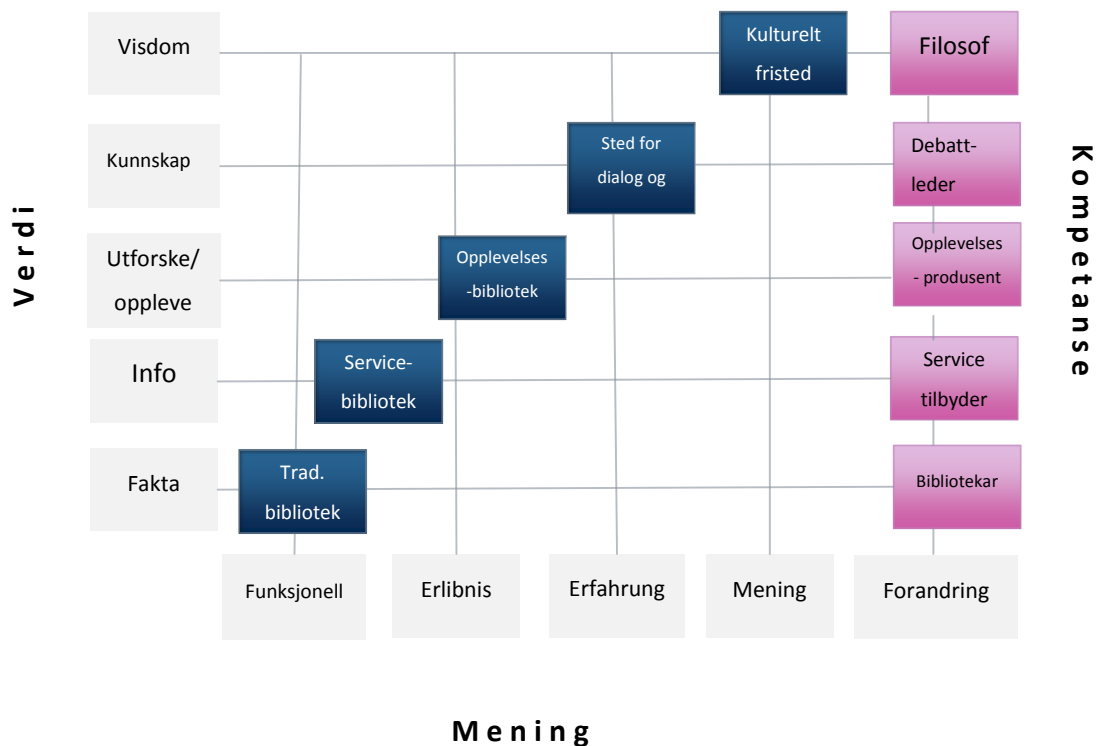 Visdom
Kulturelt
fristed
Filosof
Kunnskap
Sted for
dialog og
Debatt-
leder
Verdi
Kompetanse
Utforske/
oppleve
Opplevelses
-bibliotek
Opplevelses
- produsent
Info
Service-
bibliotek
Service
tilbyder
Fakta
Trad.
bibliotek
Bibliotekar
Funksjonell
Erlibnis
Erfahrung
Mening
Forandring
Mening